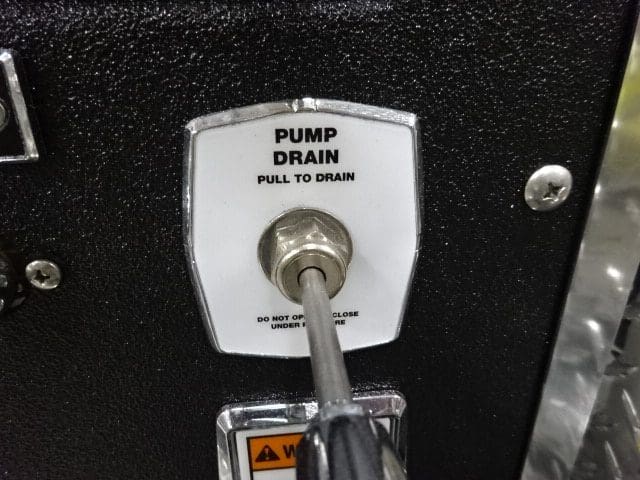 PUMP
DRAIN
PULL TO DRAIN
DO NOT CLOSE
UNDER